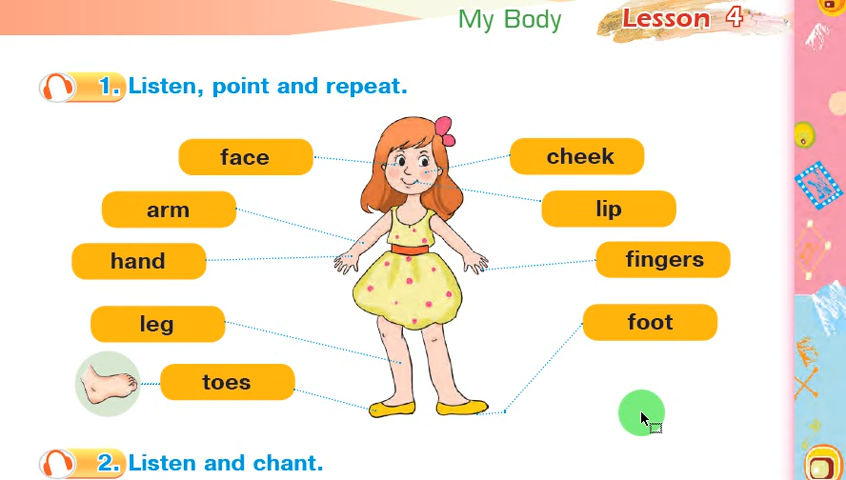 My Body Lesson 4
1. Listen, point and repeat.
face cheek
arm lip
hand fingers
leg foot
toes
2. Listen and chant.